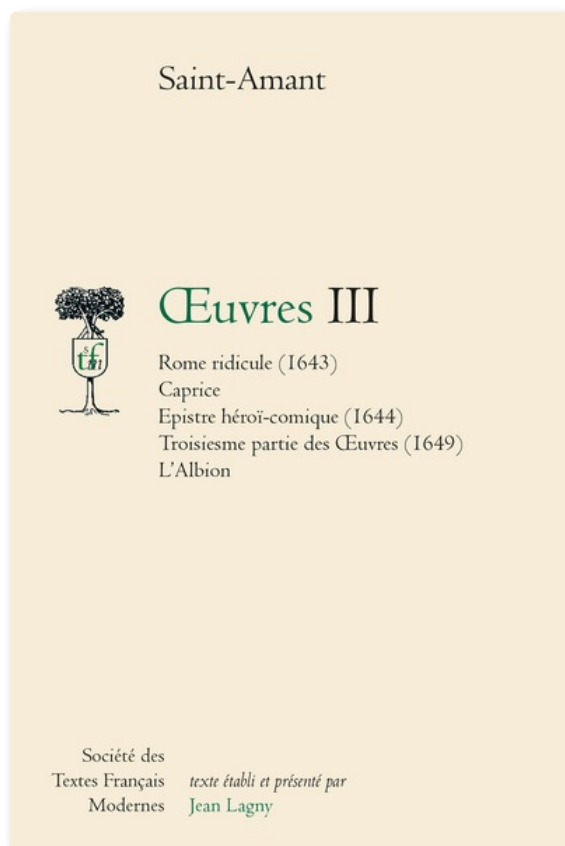 Saint-Amant
Œuvres III
stfm
Rome ridicule (1643)
Caprice
Epistre héroï-comique (1644)
Troisiesme partie des Œuvres (1649)
L'Albion
Société des
Textes Français
Modernes
texte établi et présenté par
Jean Lagny